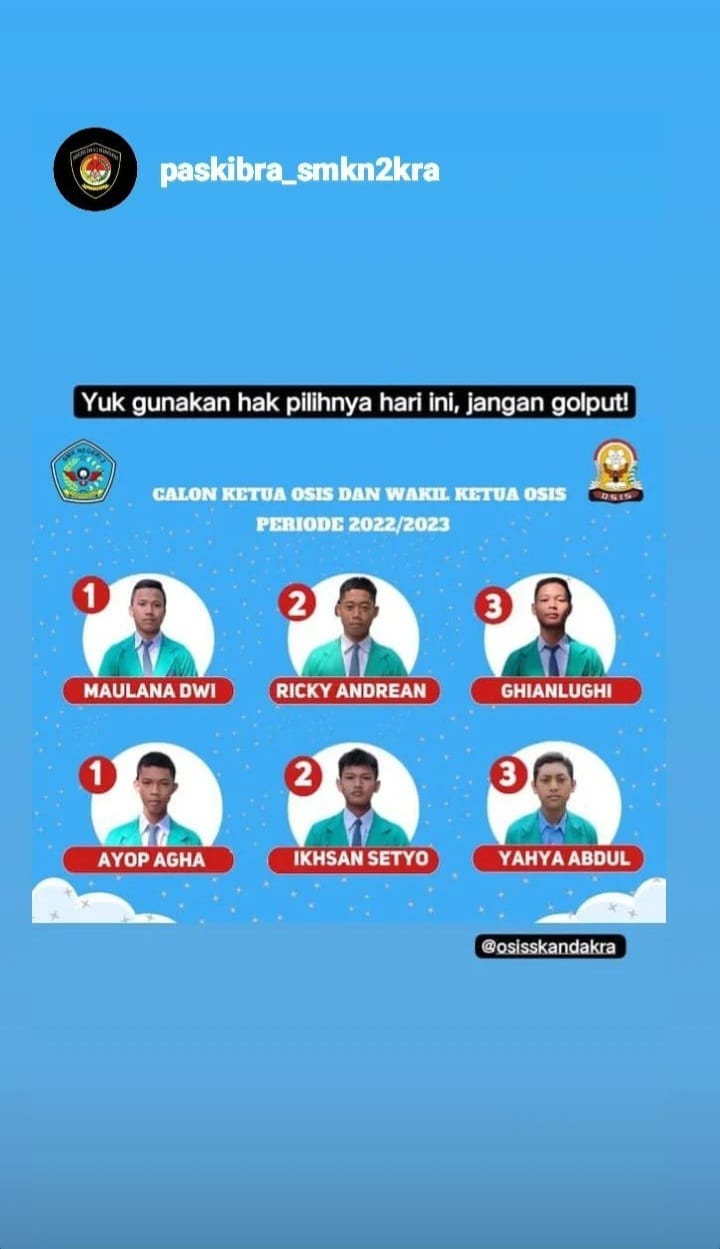 paskibra_smkn2kra
Yuk gunakan hak pilihnya hari ini, jangan golput!
CALON KETUA OSIS DAN WAKIL KETUA OSIS
PERIODE 2022/2023
OSIS
1
2
3
MAULANA DWI
RICKY ANDREAN
GHIANLUGHI
1
2
3
AYOP AGHA
IKHSAN SETYO
YAHYA ABDUL
@osisskandakra